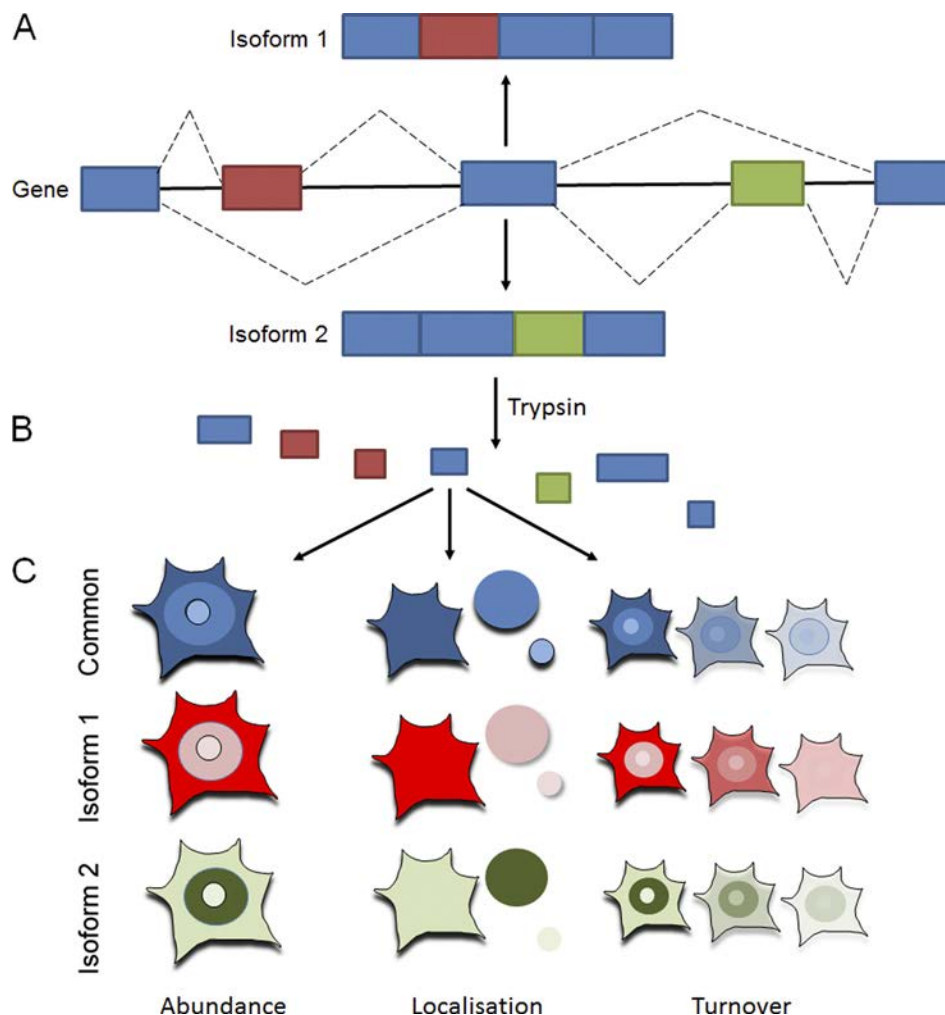 A
Isoform 1
Gene
Isoform 2
Trypsin
B
C
Common
Isoform 1
Isoform 2
Abundance
Localisation
Turnover